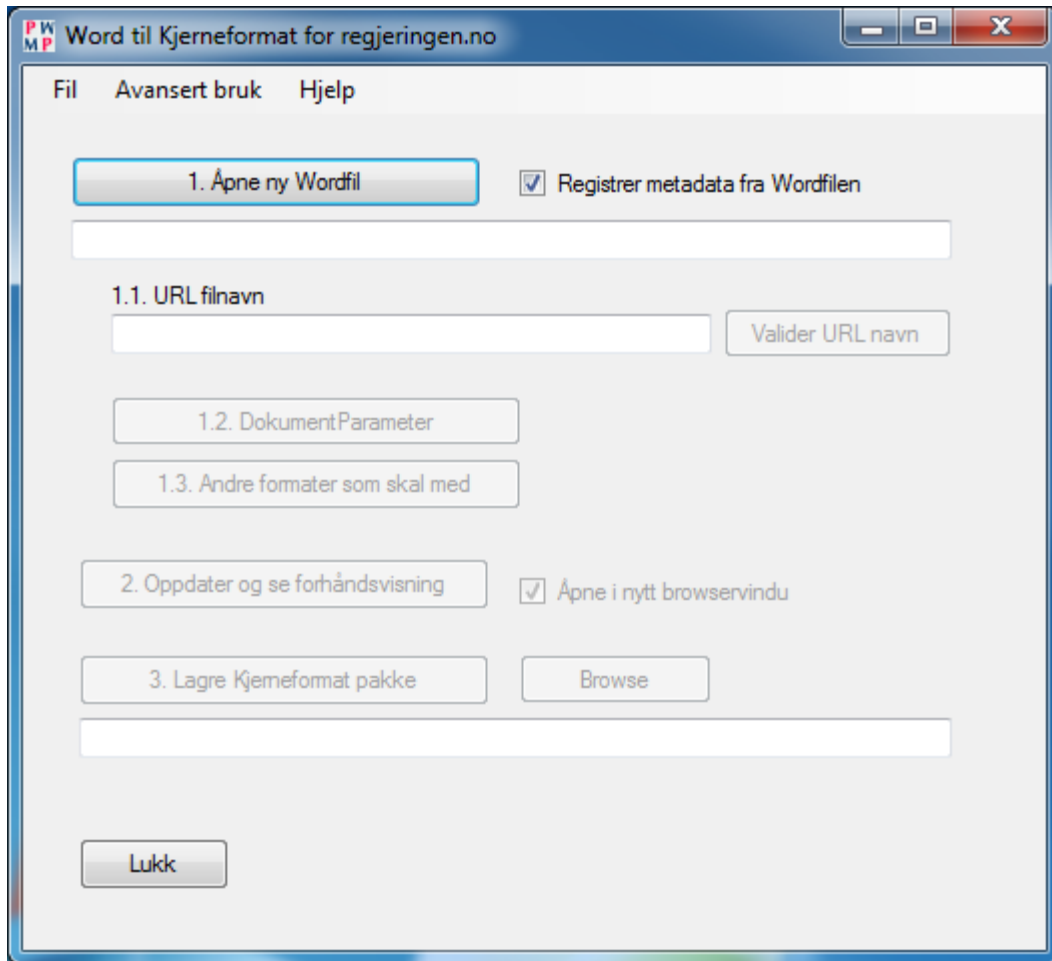 PW
MP
Word til Kjerneformat for regjeringen.no
Fil Avansert bruk Hjelp
1. Åpne ny Wordfil
Registrer metadata fra Wordfilen
1.1. URL filnavn
Valider URL navn
1.2. DokumentParameter
1.3. Andre formater som skal med
2. Oppdater og se forhåndsvisning
Åpne i nytt browservindu
3. Lagre Kjerneformat pakke
Browse
Lukk